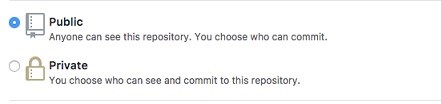 Public
Anyone can see this repository. You choose who can commit.
Private
You choose who can see and commit to this repository.